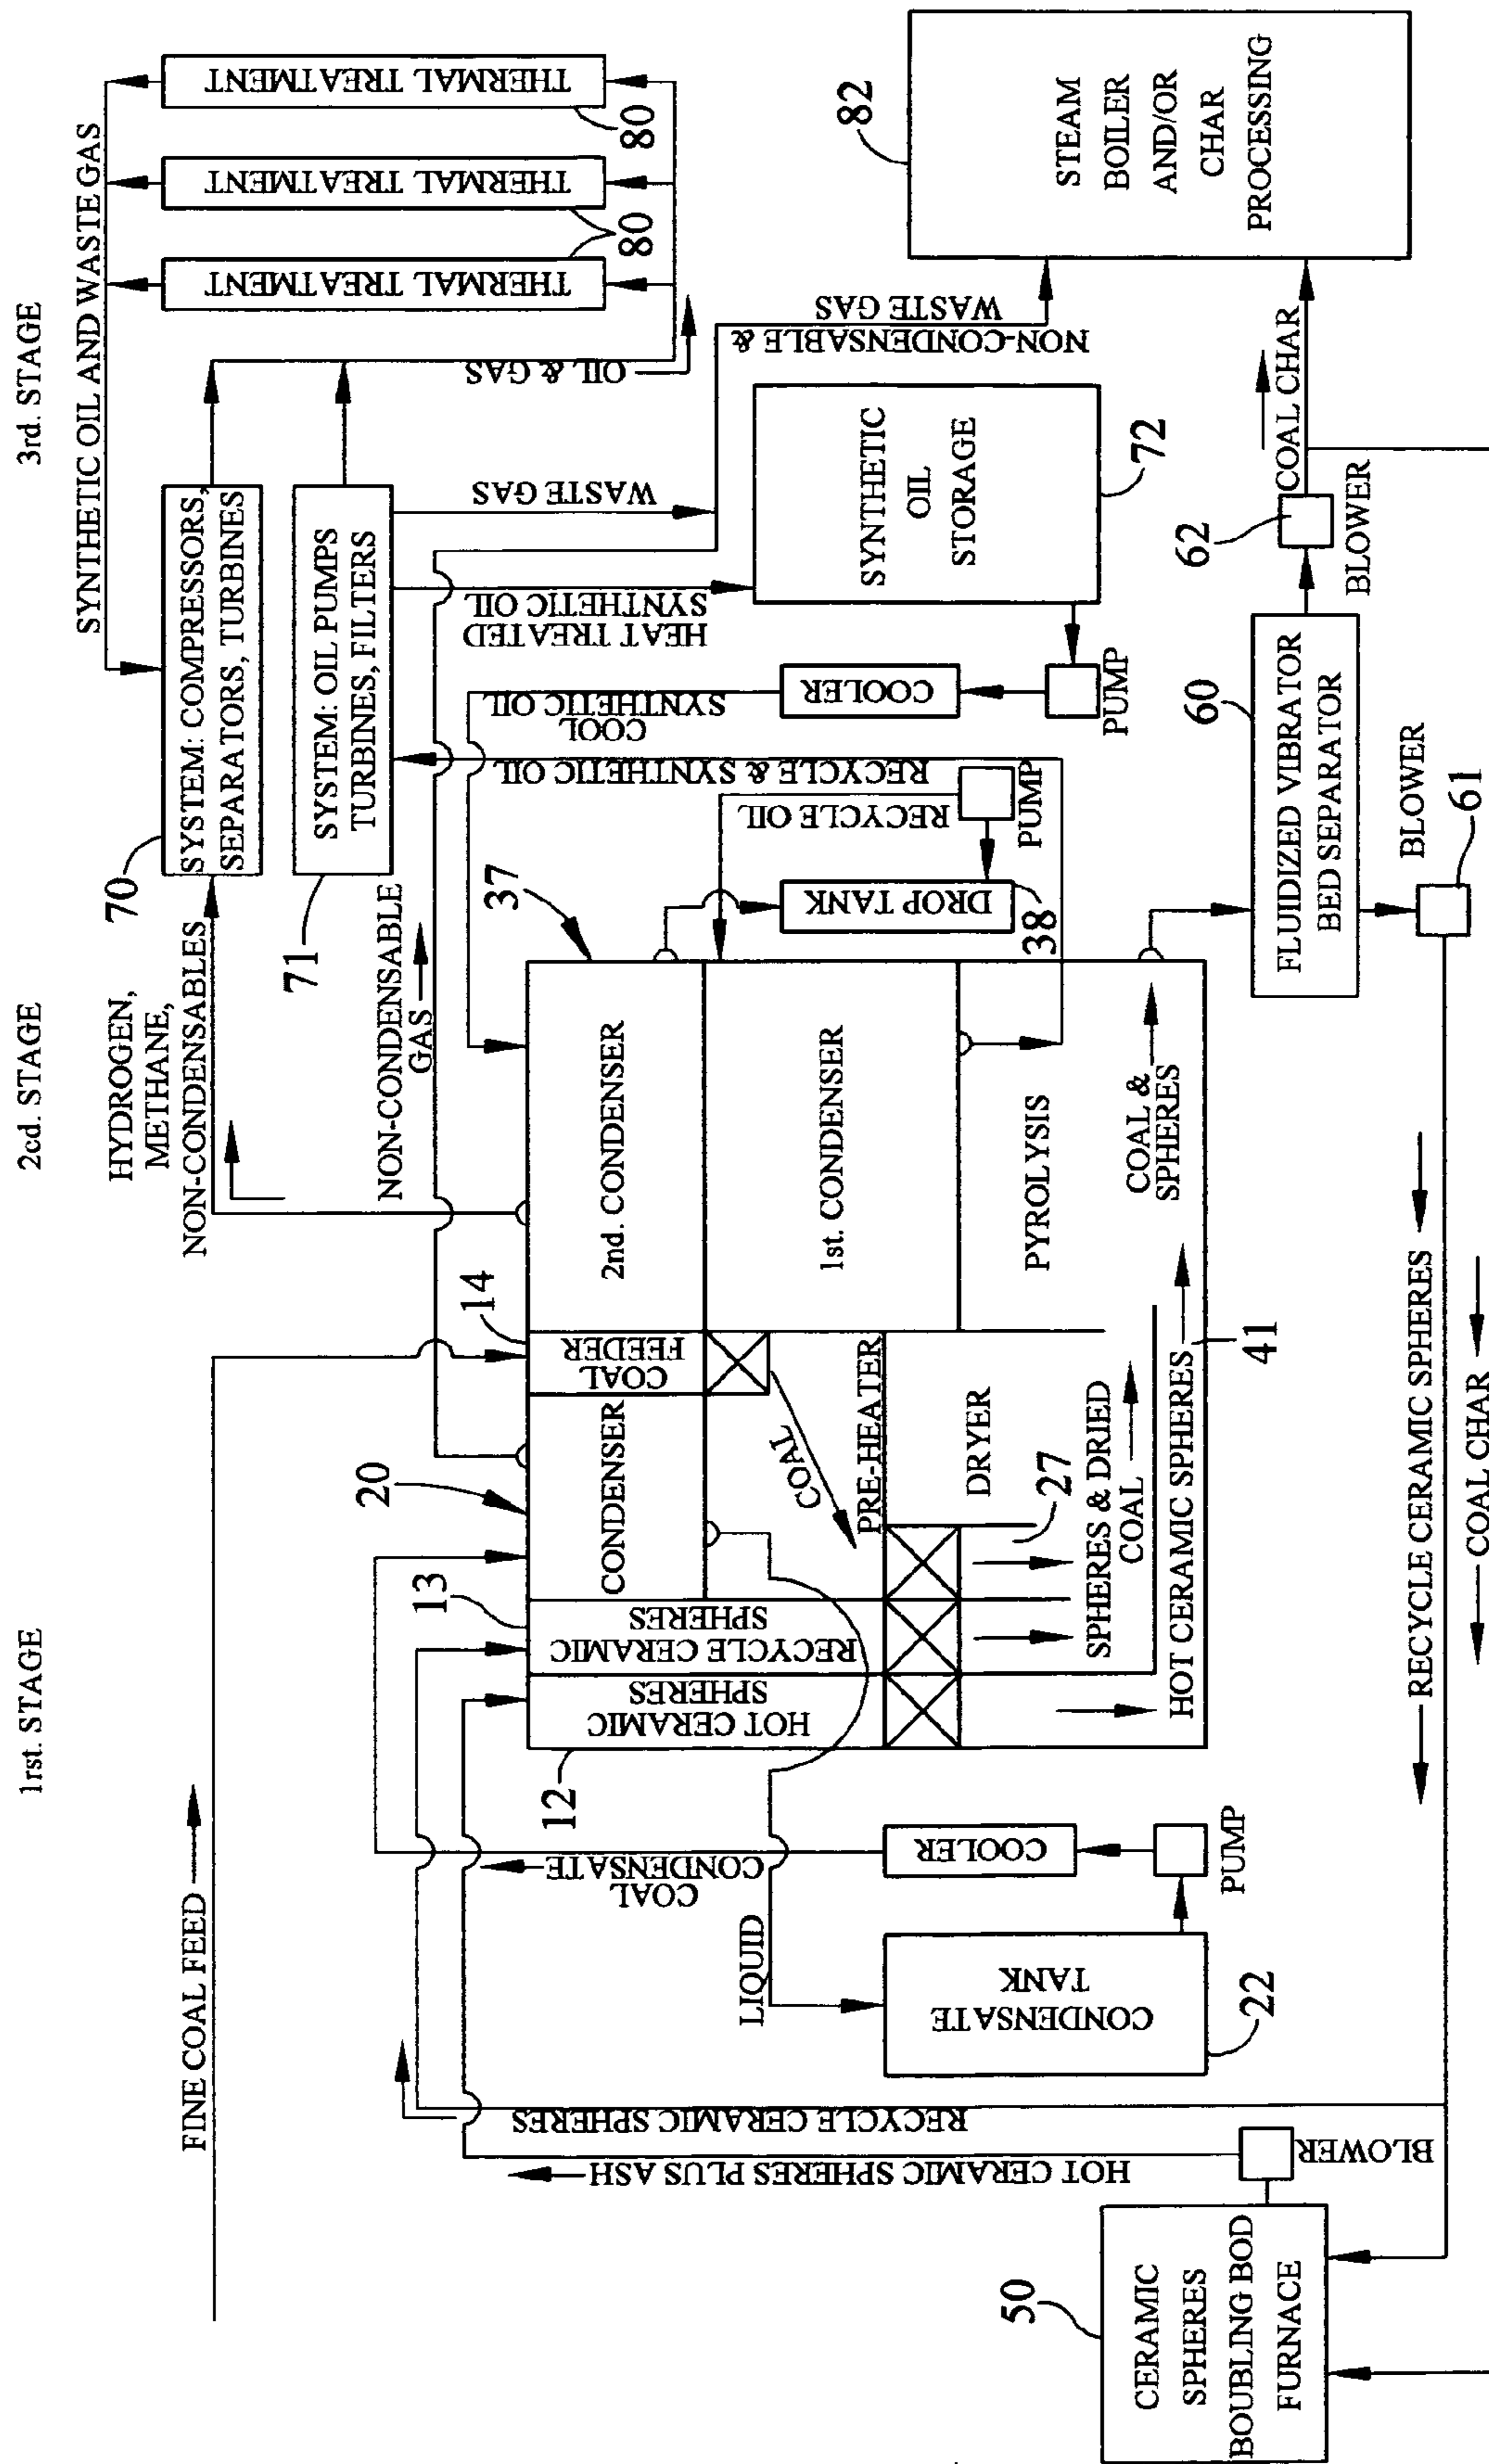 1rst. STAGE
2cd. STAGE
3rd. STAGE
FINE COAL FEED
HYDROGEN,
METHANE,
NON-CONDENSABLES
NON-CONDENSABLE
GAS
70
SYSTEM: COMPRESSORS,
SEPARATORS, TURBINES
71
SYSTEM: OIL PUMPS
TURBINES, FILTERS
SYNTHETIC OIL AND WASTE GAS
THERMAL TREATMENT
THERMAL TREATMENT
THERMAL TREATMENT
80
80
OIL & GAS
WASTE GAS
NON-CONDENSABLE &
WASTE GAS
HEAT TREATED
SYNTHETIC OIL
COOL
SYNTHETIC OIL
COOLER
PUMP
SYNTHETIC
OIL
STORAGE
72
82
STEAM
BOILER
AND/OR
CHAR
PROCESSING
RECYCLE & SYNTHETIC OIL
RECYCLE OIL
PUMP
DROP TANK
38
37
2nd. CONDENSER
1st. CONDENSER
PYROLYSIS
14
COAL
FEEDER
20
CONDENSER
13
RECYCLE CERAMIC
SPHERES
12
HOT CERAMIC
SPHERES
COAL
PRE-HEATER
DRYER
27
SPHERES & DRIED
COAL
HOT CERAMIC SPHERES
41
COAL &
SPHERES
COAL
CONDENSATE
COOLER
PUMP
LIQUID
CONDENSATE
TANK
22
RECYCLE CERAMIC SPHERES
HOT CERAMIC SPHERES PLUS ASH
BLOWER
50
CERAMIC
SPHERES
BOUBLING BOD
FURNACE
60
FLUIDIZED VIBRATOR
BED SEPARATOR
BLOWER
61
62
BLOWER
COAL CHAR
RECYCLE CERAMIC SPHERES
COAL CHAR